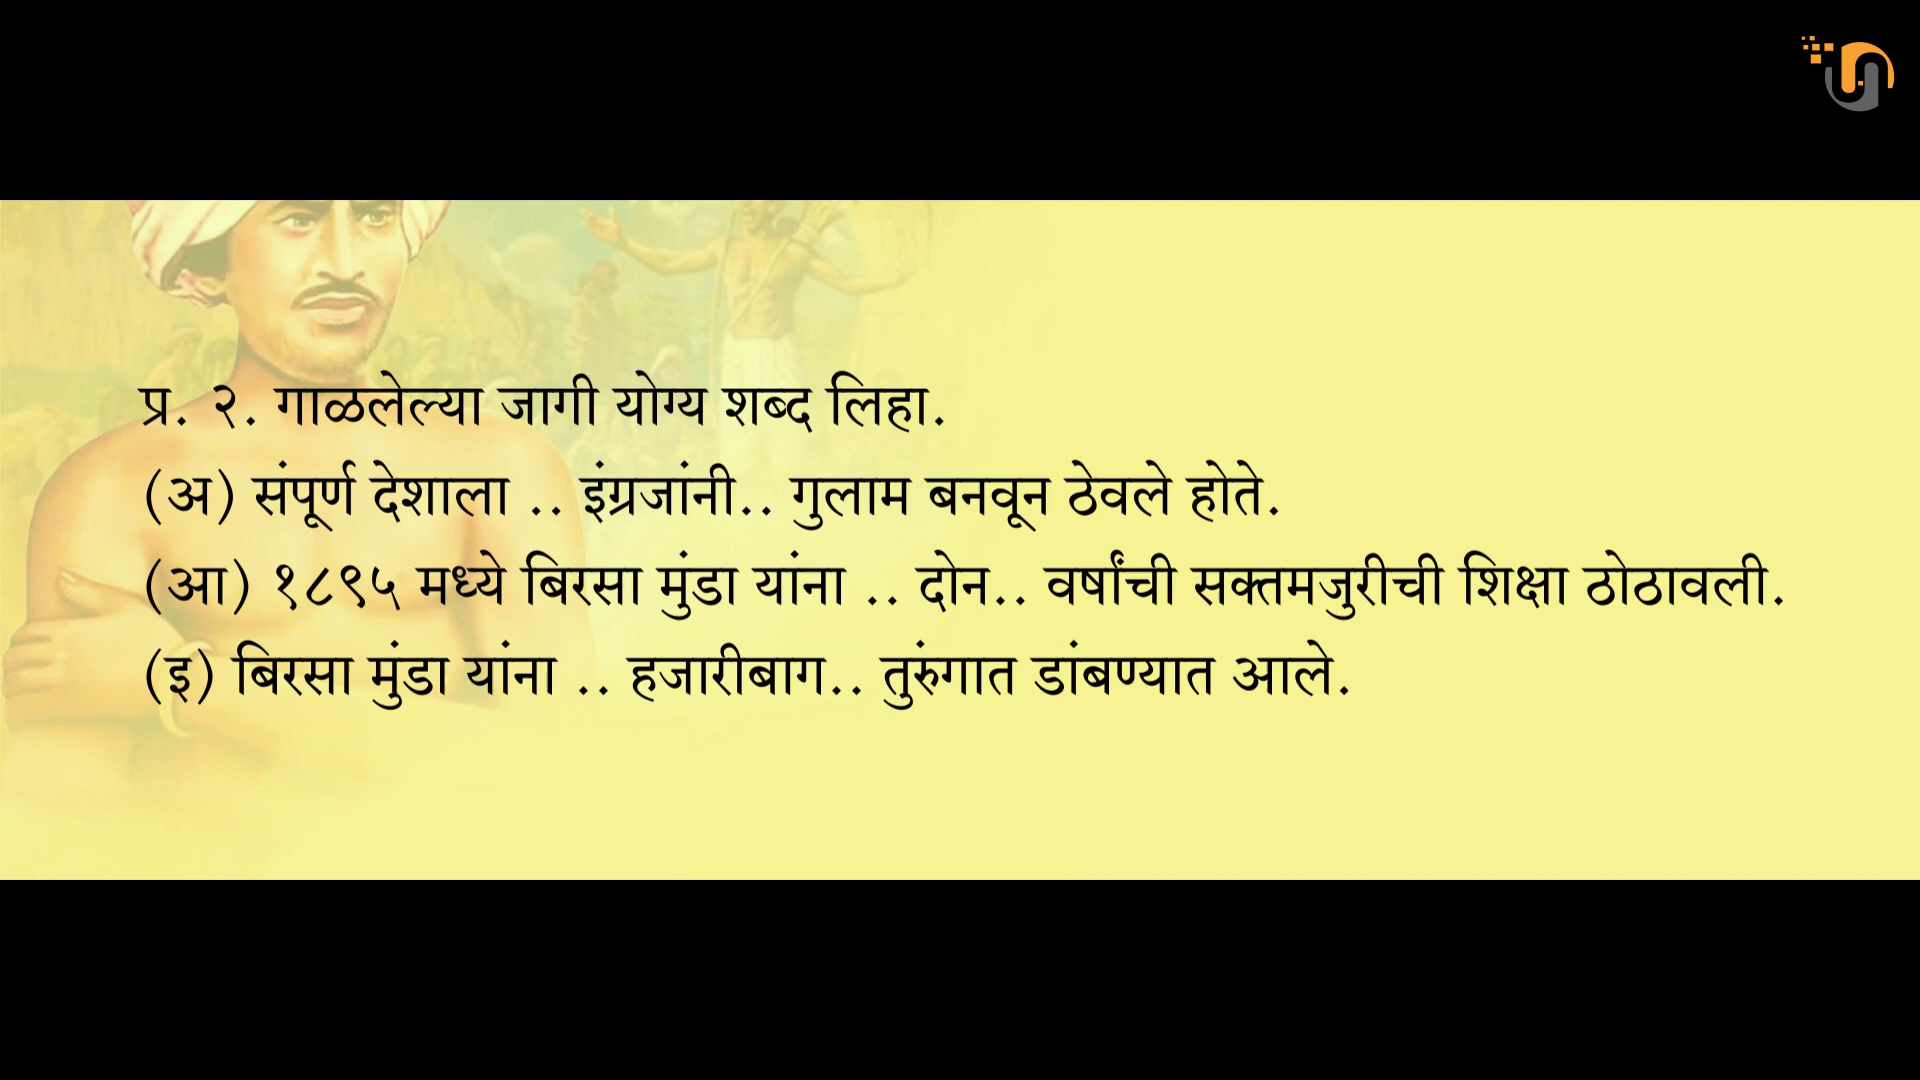 प्र. २. गाळलेल्या जागी योग्य शब्द लिहा.
(अ) संपूर्ण देशाला .. इंग्रजांनी.. गुलाम बनवून ठेवले होते.
(आ) १८९५ मध्ये बिरसा मुंडा यांना .. दोन.. वर्षांची सक्तमजुरीची शिक्षा ठोठावली.
(इ) बिरसा मुंडा यांना .. हजारीबाग.. तुरुंगात डांबण्यात आले.